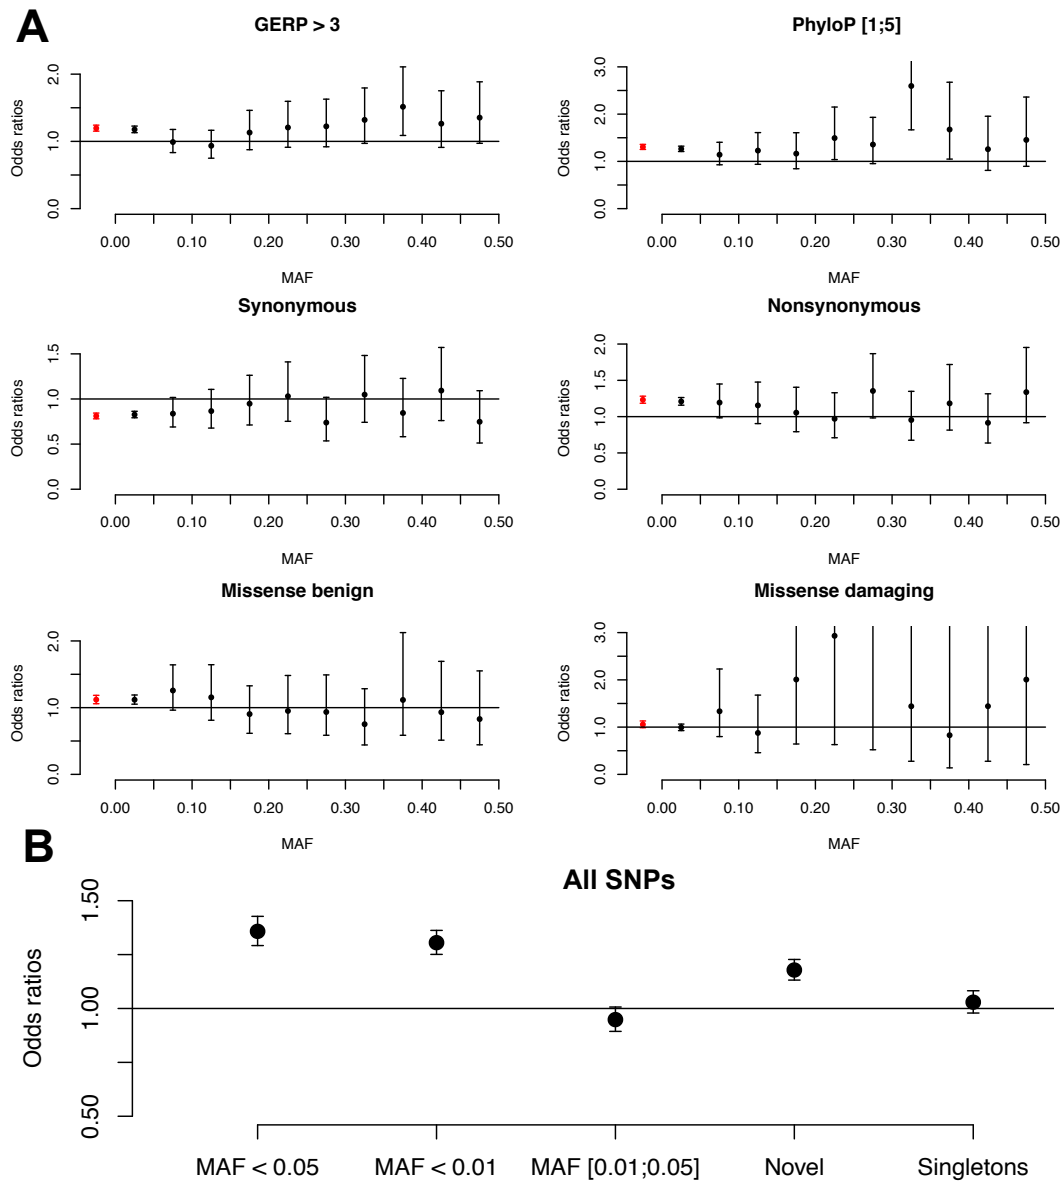 A
GERP > 3
Odds ratios
0.0 1.0 2.0
0.00 0.10 0.20 0.30 0.40 0.50
MAF
PhyloP [1;5]
Odds ratios
0.0 1.0 2.0 3.0
0.00 0.10 0.20 0.30 0.40 0.50
MAF
Synonymous
Odds ratios
0.0 0.5 1.0 1.5
0.00 0.10 0.20 0.30 0.40 0.50
MAF
Nonsynonymous
Odds ratios
0.0 0.5 1.0 1.5 2.0
0.00 0.10 0.20 0.30 0.40 0.50
MAF
Missense benign
Odds ratios
0.0 1.0 2.0
0.00 0.10 0.20 0.30 0.40 0.50
MAF
Missense damaging
Odds ratios
0.0 1.0 2.0 3.0
0.00 0.10 0.20 0.30 0.40 0.50
MAF
B
All SNPs
Odds ratios
0.50 1.00 1.50
MAF < 0.05 MAF < 0.01 MAF [0.01;0.05] Novel Singletons